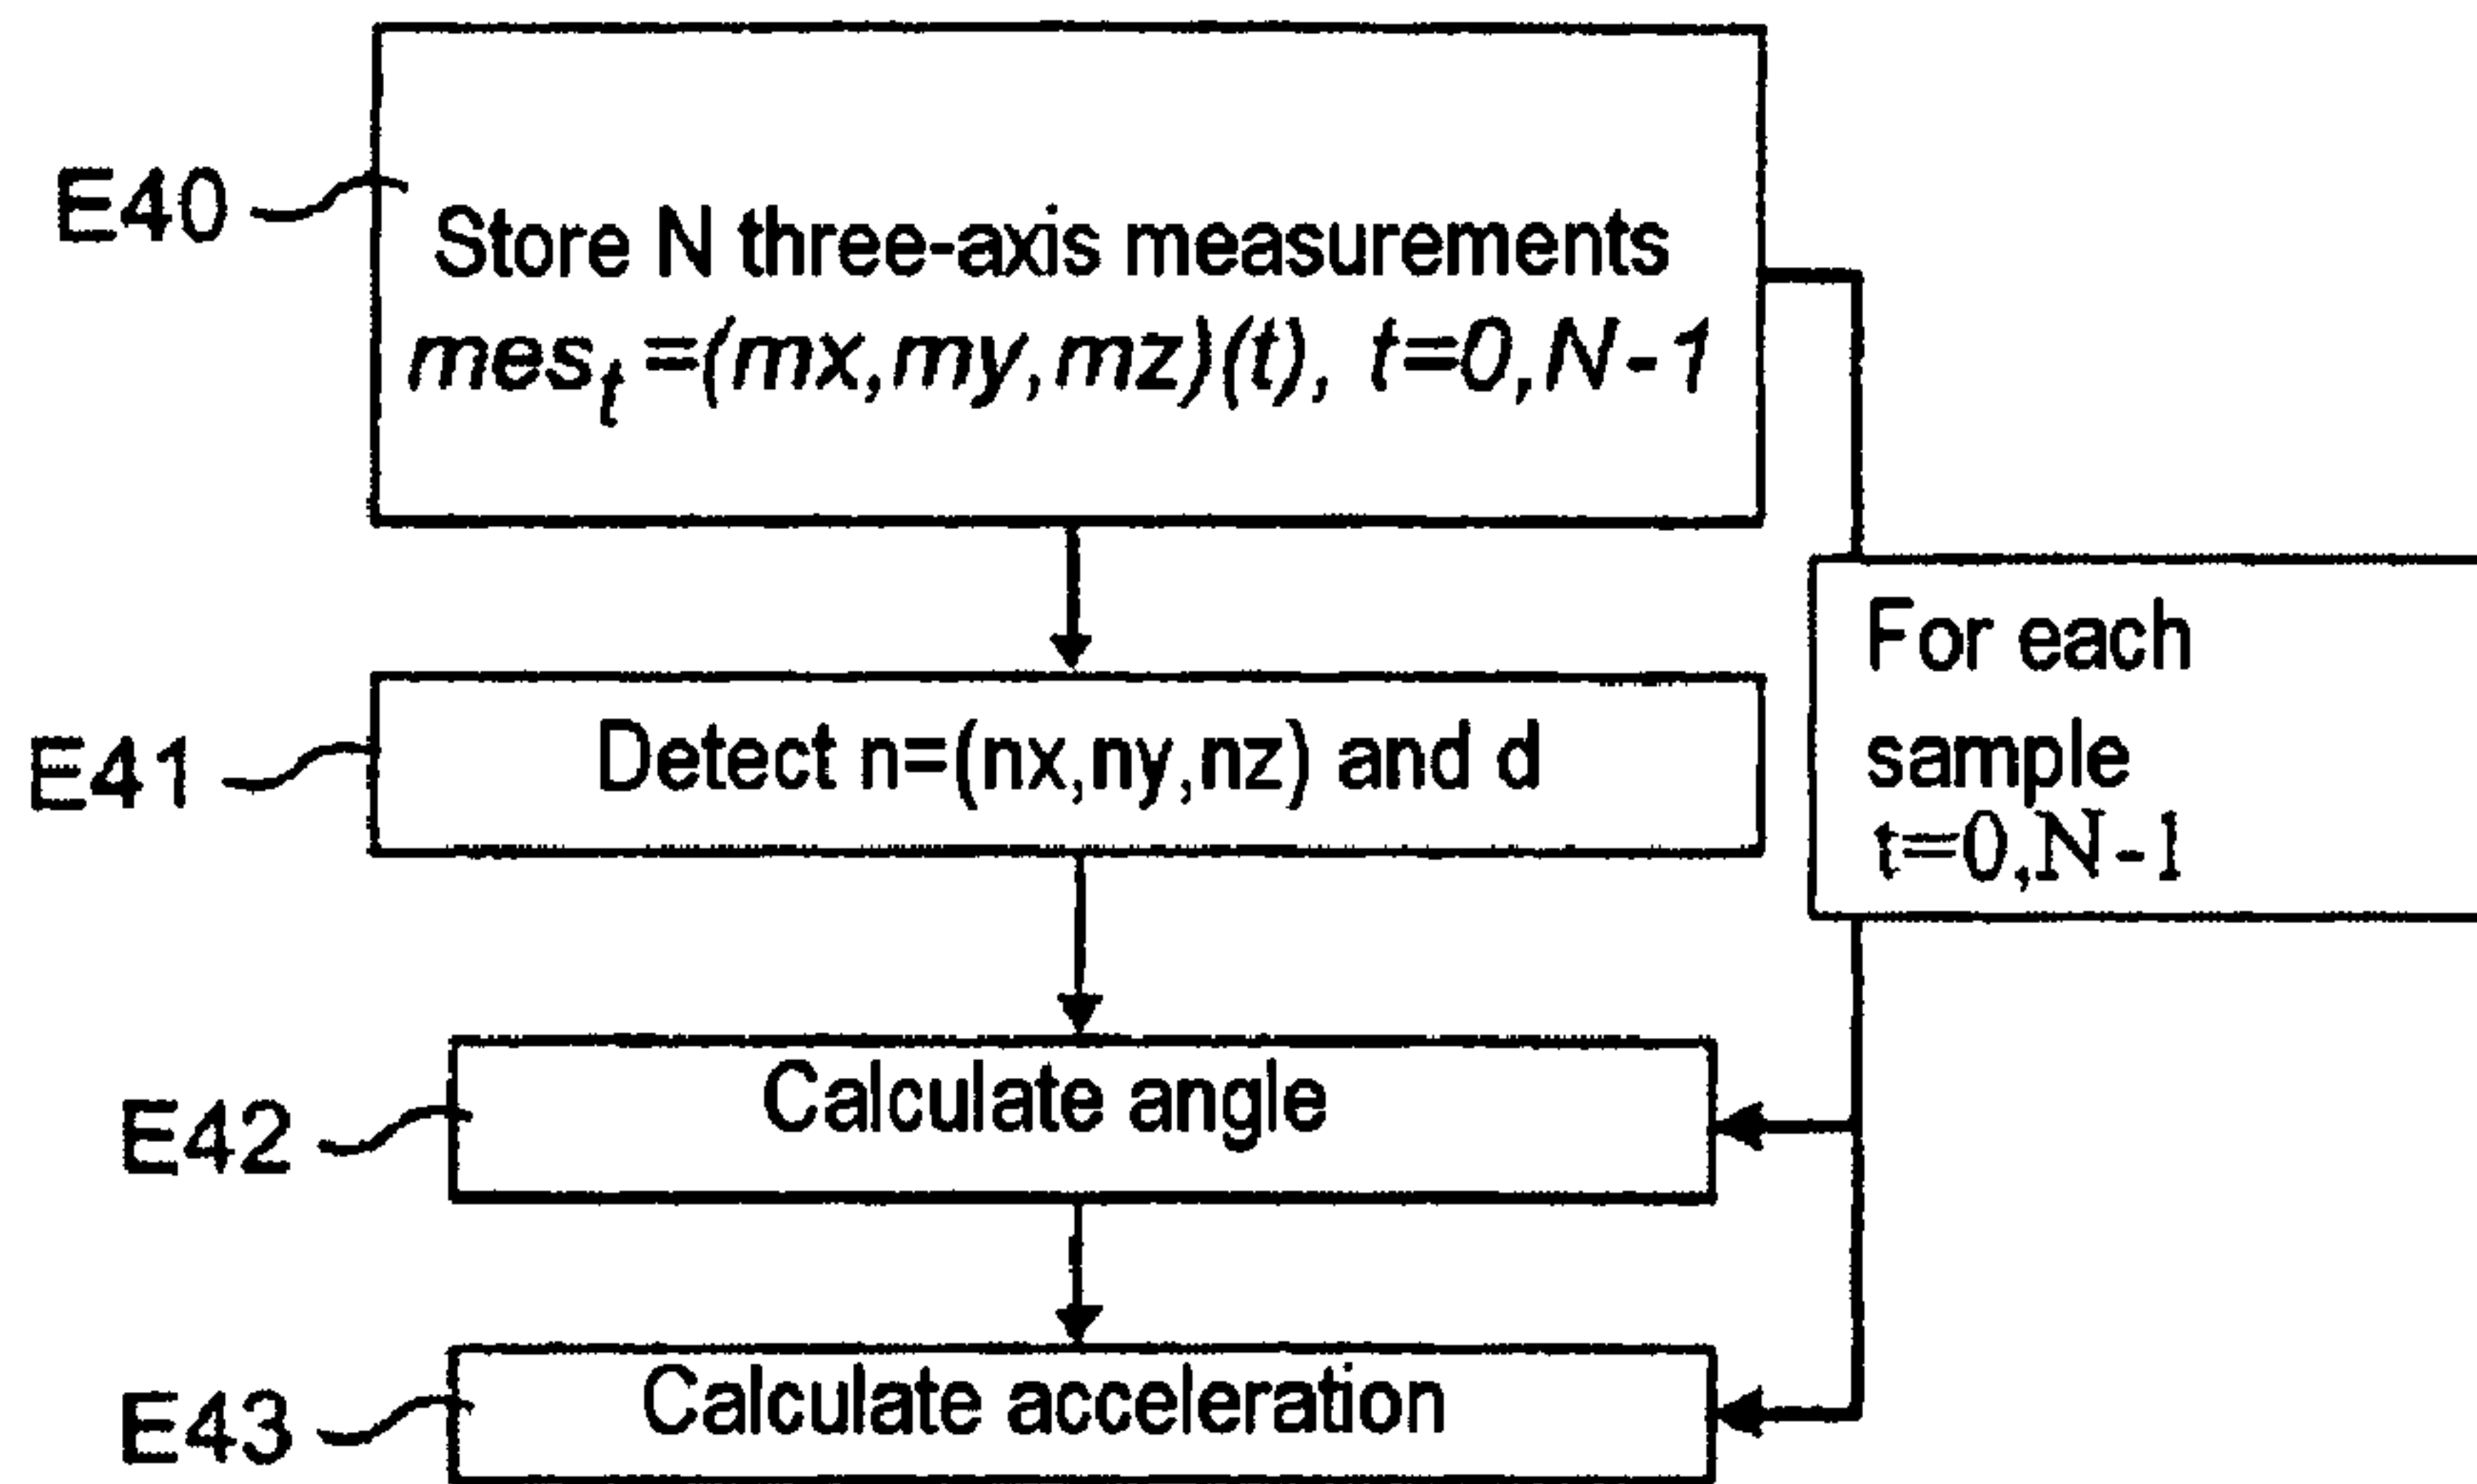 E40
Store N three-axis measurements
mesₜ=(mx,my,mz)(t), t=0,N-1
For each
sample
t=0,N-1
E41
Detect n=(nx,ny,nz) and d
E42
Calculate angle
E43
Calculate acceleration